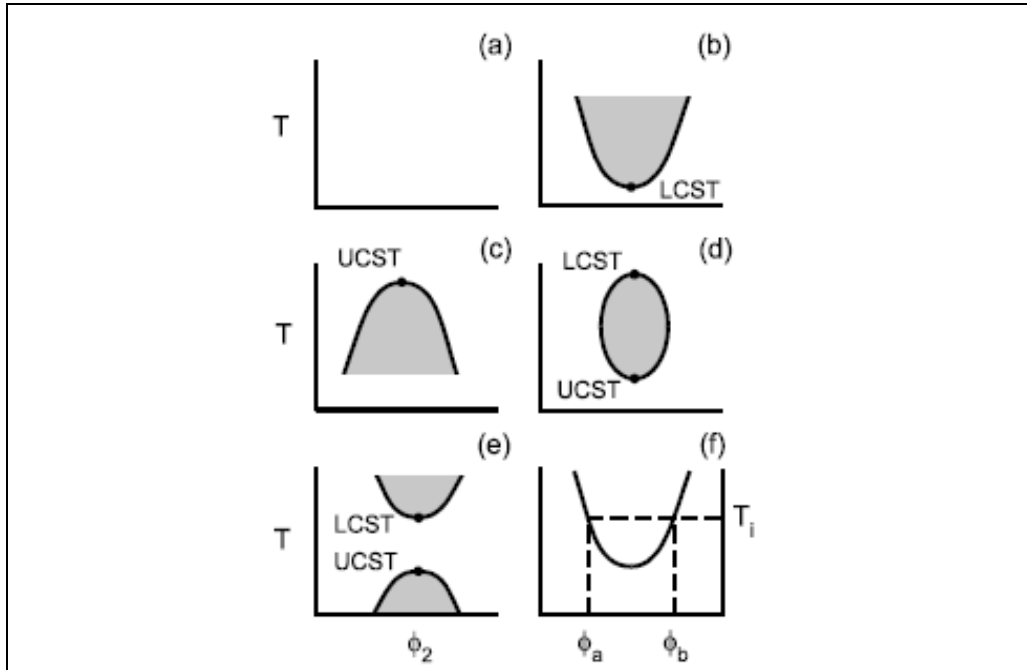 (a)
(b)
T
LCST
UCST
(c)
LCST
(d)
T
UCST
(e)
(f)
LCST
T
UCST
T_i
ϕ_2
ϕ_a
ϕ_b